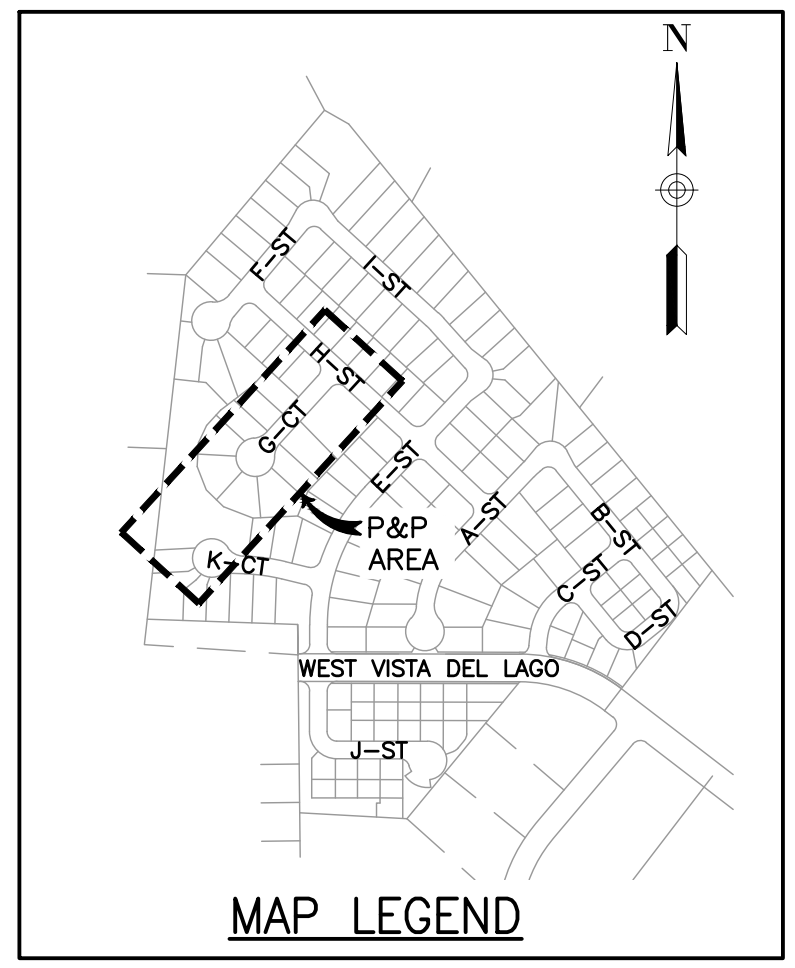 N
F-ST
I-ST
H-ST
G-CT
E-ST
A-ST
P&P
AREA
B-ST
K-CT
C-ST
D-ST
WEST VISTA DEL LAGO
J-ST
MAP LEGEND